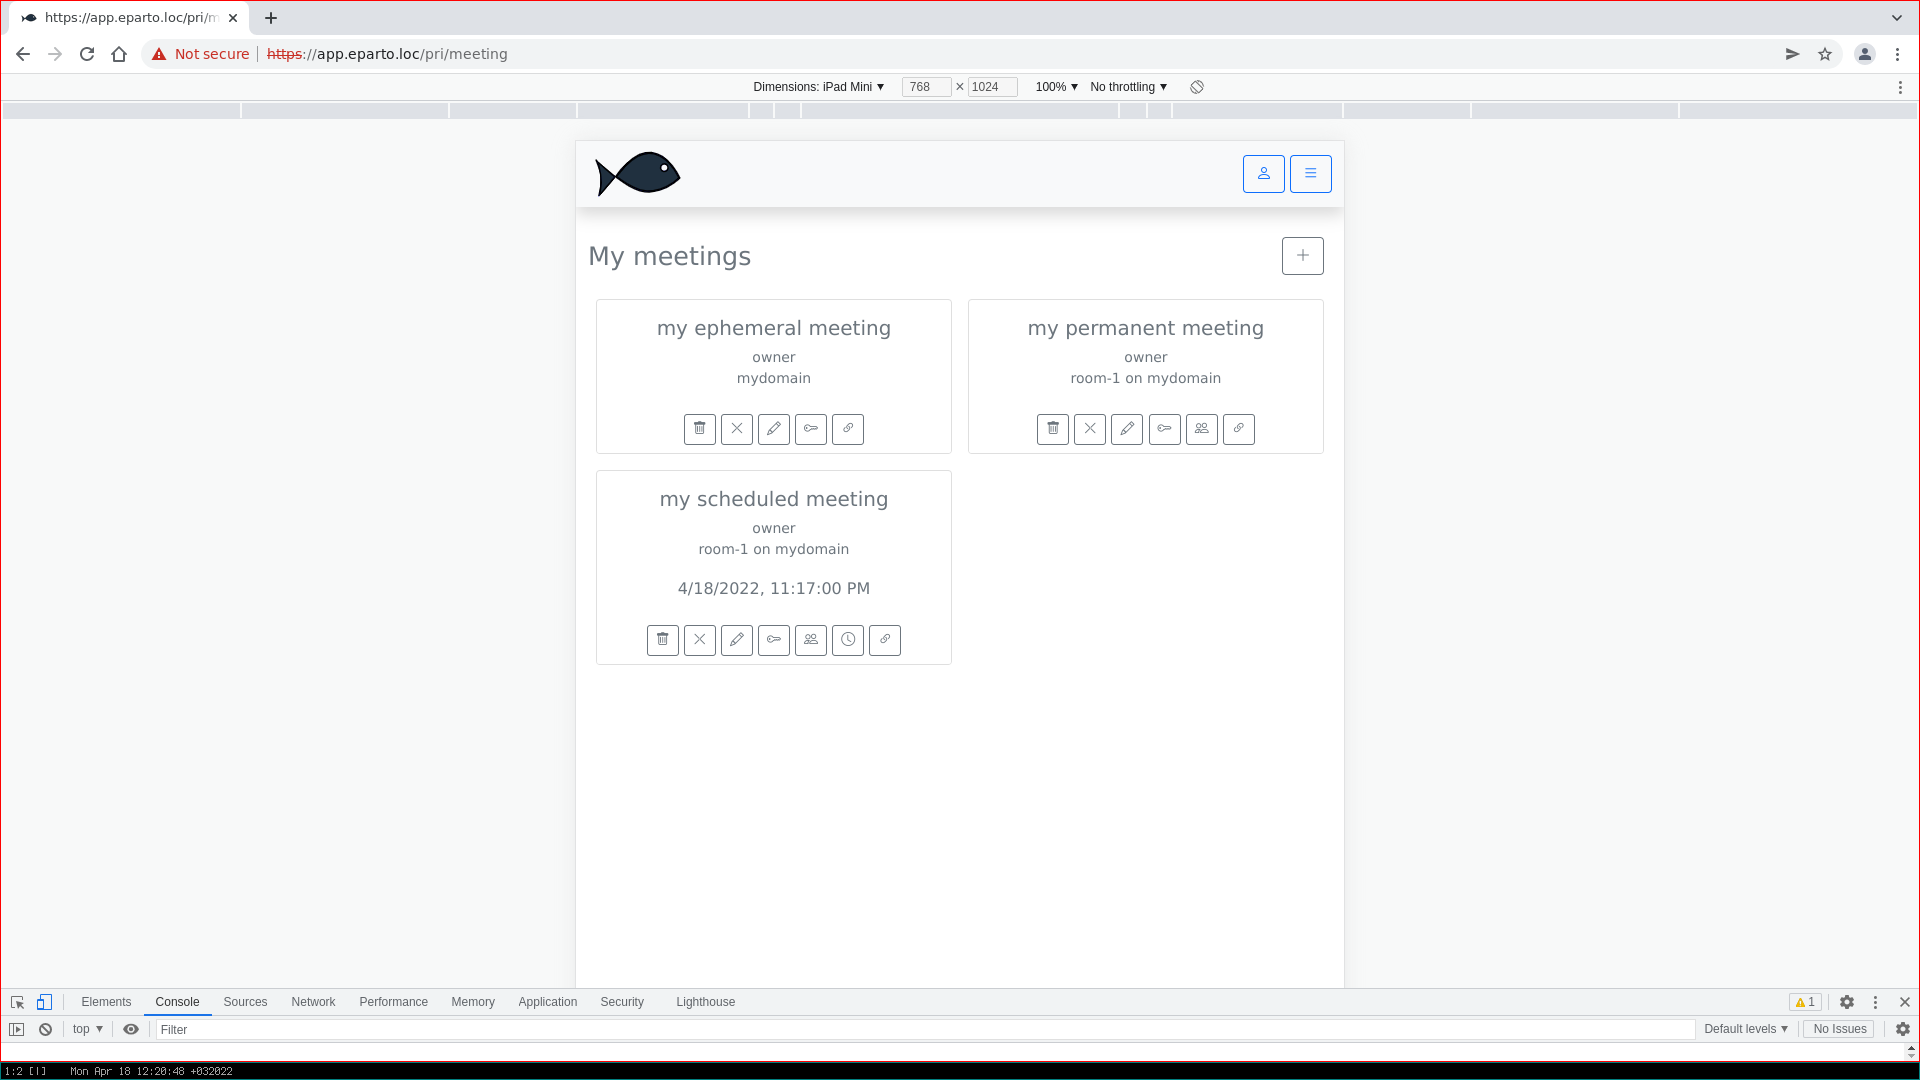 https://app.eparto.loc/pri/m
Not secure https://app.eparto.loc/pri/meeting
Dimensions: iPad Mini 768 × 1024 100% No throttling
My meetings
my ephemeral meeting
owner
mydomain
my permanent meeting
owner
room-1 on mydomain
my scheduled meeting
owner
room-1 on mydomain
4/18/2022, 11:17:00 PM
Elements Console Sources Network Performance Memory Application Security Lighthouse 1
top Filter Default levels No Issues
1:2 [|] Mon Apr 18 12:20:48 +032022